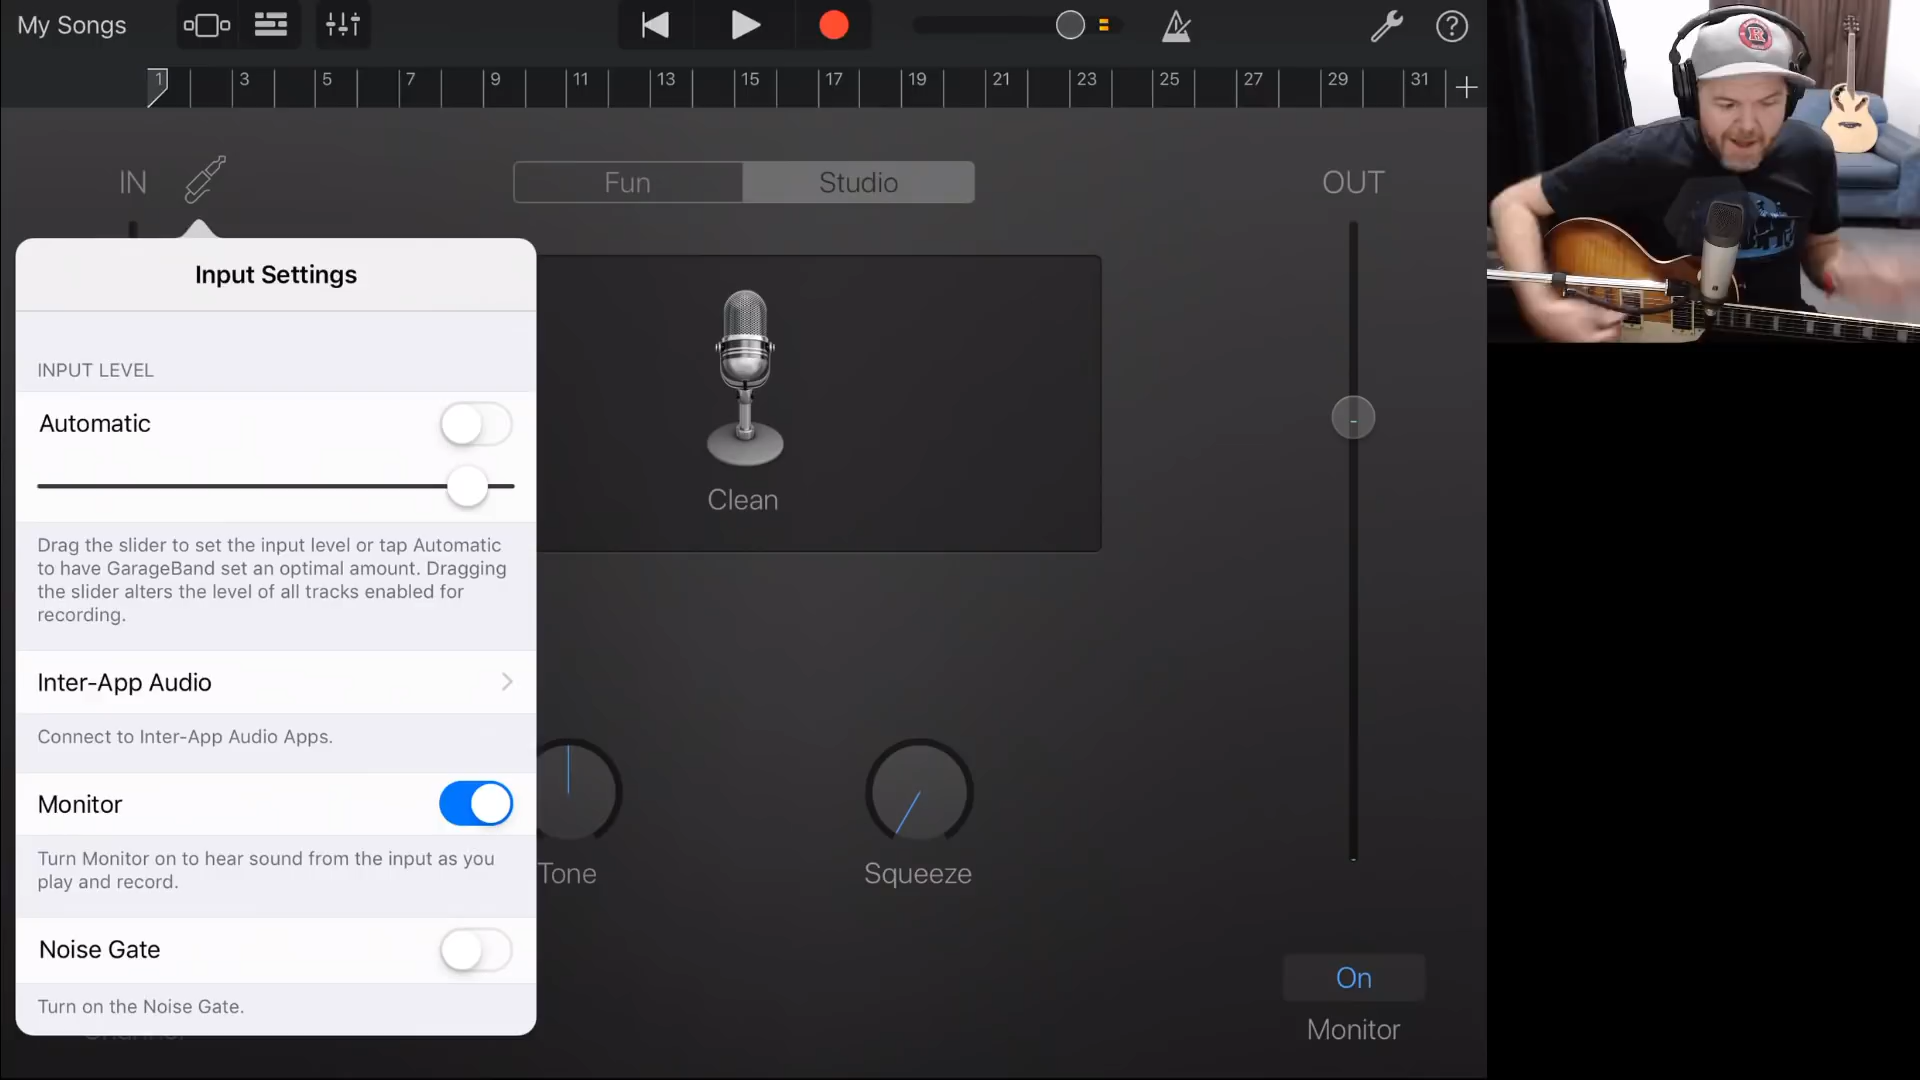 My Songs
1 3 5 7 9 11 13 15 17 19 21 23 25 27 29 31
IN
Fun
Studio
OUT
Input Settings
INPUT LEVEL
Automatic
Drag the slider to set the input level or tap Automatic
to have GarageBand set an optimal amount. Dragging
the slider alters the level of all tracks enabled for
recording.
Clean
Inter-App Audio
Connect to Inter-App Audio Apps.
Monitor
Turn Monitor on to hear sound from the input as you
play and record.
Tone
Squeeze
Noise Gate
Turn on the Noise Gate.
On
Monitor